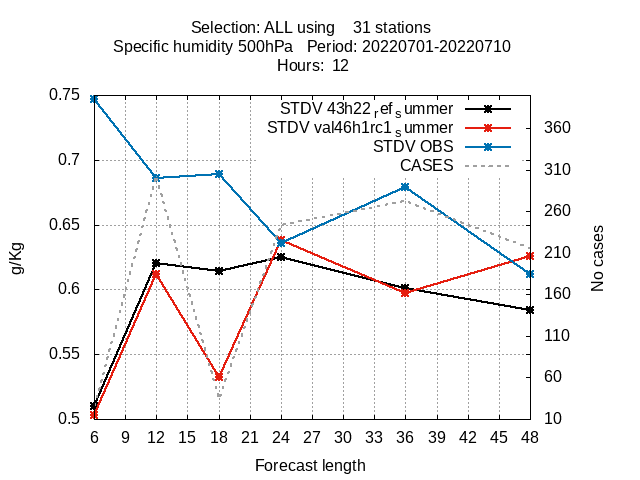 Selection: ALL using    31 stations
Specific humidity 500hPa   Period: 20220701-20220710
Hours:  12
STDV 43h22ref_summer
STDV val46h1rc1summer
STDV OBS
CASES
0.75
0.7
0.65
0.6
0.55
0.5
g/Kg
360
310
260
210
160
110
60
10
No cases
6 9 12 15 18 21 24 27 30 33 36 39 42 45 48
Forecast length